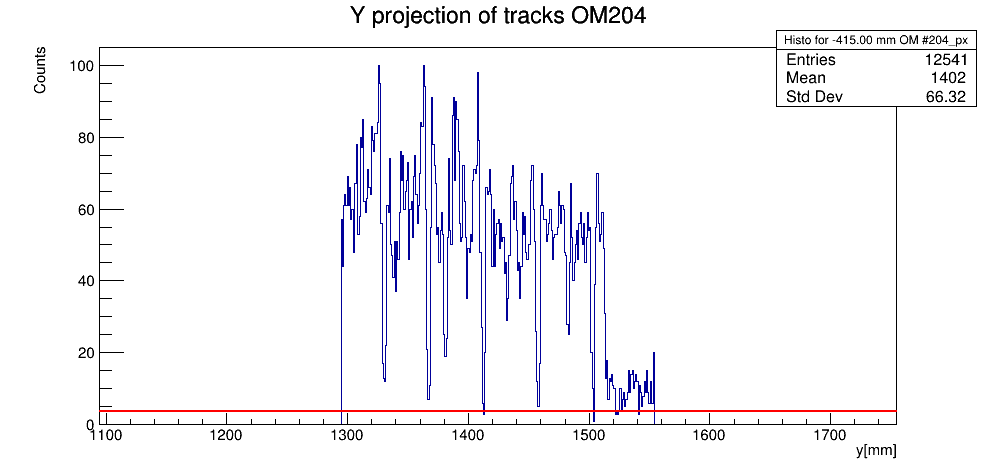 Y projection of tracks OM204
Histo for -415.00 mm OM #204_px
Entries 12541
Mean 1402
Std Dev 66.32
Counts
100
80
60
40
20
0
1100 1200 1300 1400 1500 1600 1700
y[mm]